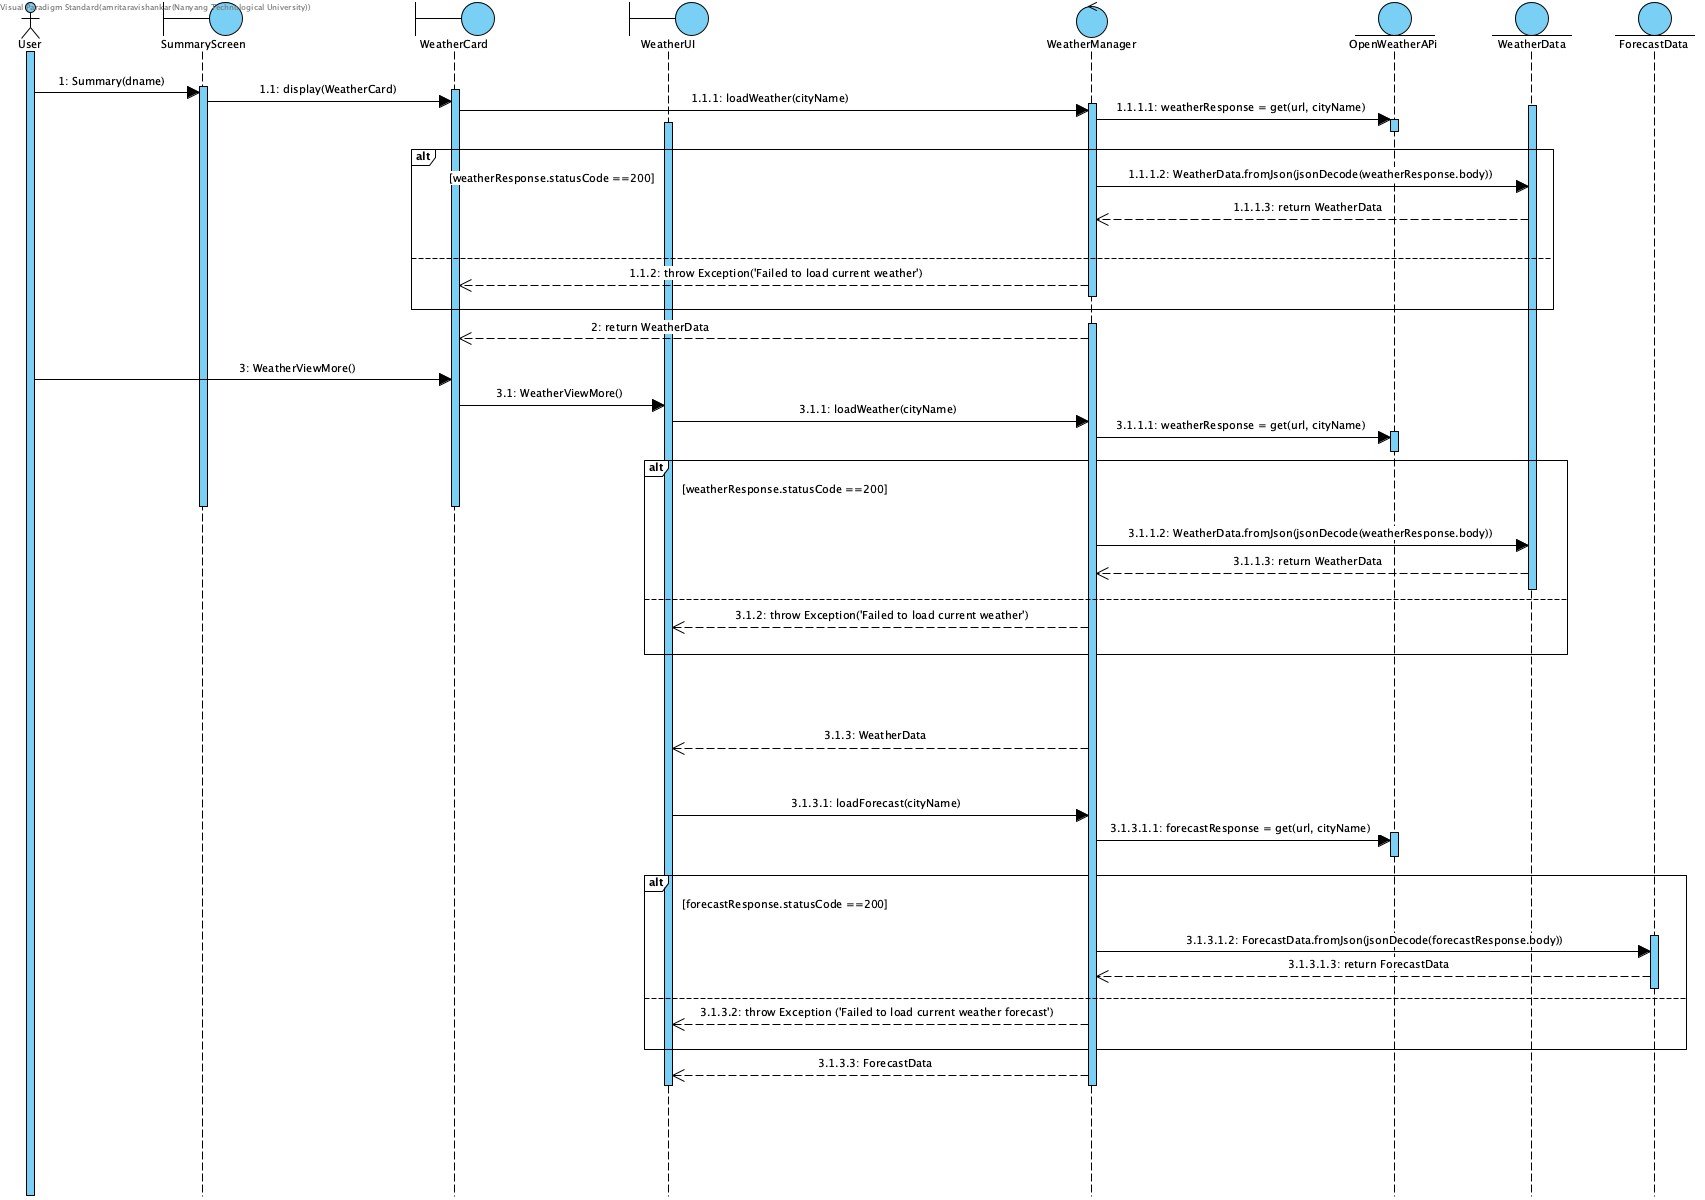 Visual Paradigm Standard(amritaravishankar(Nanyang Technological University))
User
SummaryScreen
WeatherCard
WeatherUI
WeatherManager
OpenWeatherAPi
WeatherData
ForecastData
1: Summary(dname)
1.1: display(WeatherCard)
1.1.1: loadWeather(cityName)
1.1.1.1: weatherResponse = get(url, cityName)
alt
[weatherResponse.statusCode ==200]
1.1.1.2: WeatherData.fromJson(jsonDecode(weatherResponse.body))
1.1.1.3: return WeatherData
1.1.2: throw Exception('Failed to load current weather')
2: return WeatherData
3: WeatherViewMore()
3.1: WeatherViewMore()
3.1.1: loadWeather(cityName)
3.1.1.1: weatherResponse = get(url, cityName)
alt
[weatherResponse.statusCode ==200]
3.1.1.2: WeatherData.fromJson(jsonDecode(weatherResponse.body))
3.1.1.3: return WeatherData
3.1.2: throw Exception('Failed to load current weather')
3.1.3: WeatherData
3.1.3.1: loadForecast(cityName)
3.1.3.1.1: forecastResponse = get(url, cityName)
alt
[forecastResponse.statusCode ==200]
3.1.3.1.2: ForecastData.fromJson(jsonDecode(forecastResponse.body))
3.1.3.1.3: return ForecastData
3.1.3.2: throw Exception ('Failed to load current weather forecast')
3.1.3.3: ForecastData